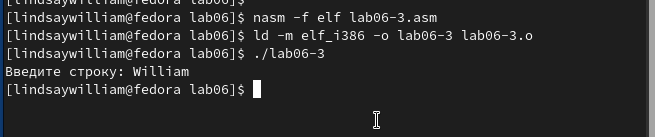 [lindsaywilliam@fedora lab06]$ nasm -f elf lab06-3.asm
[lindsaywilliam@fedora lab06]$ ld -m elf_i386 -o lab06-3 lab06-3.o
[lindsaywilliam@fedora lab06]$ ./lab06-3
Введите строку: William
[lindsaywilliam@fedora lab06]$